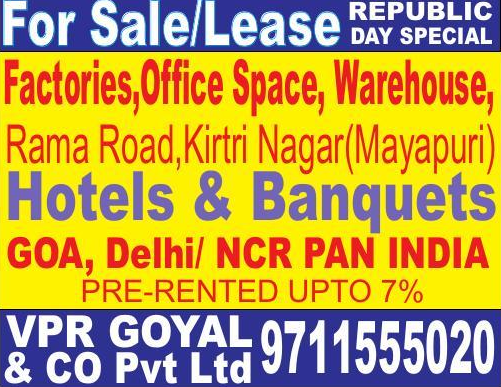 For Sale/Lease REPUBLIC
DAY SPECIAL
Factories,Office Space, Warehouse,
Rama Road,Kirtri Nagar(Mayapuri)
Hotels & Banquets
GOA, Delhi/ NCR PAN INDIA
PRE-RENTED UPTO 7%
VPR GOYAL
& CO Pvt Ltd 9711555020